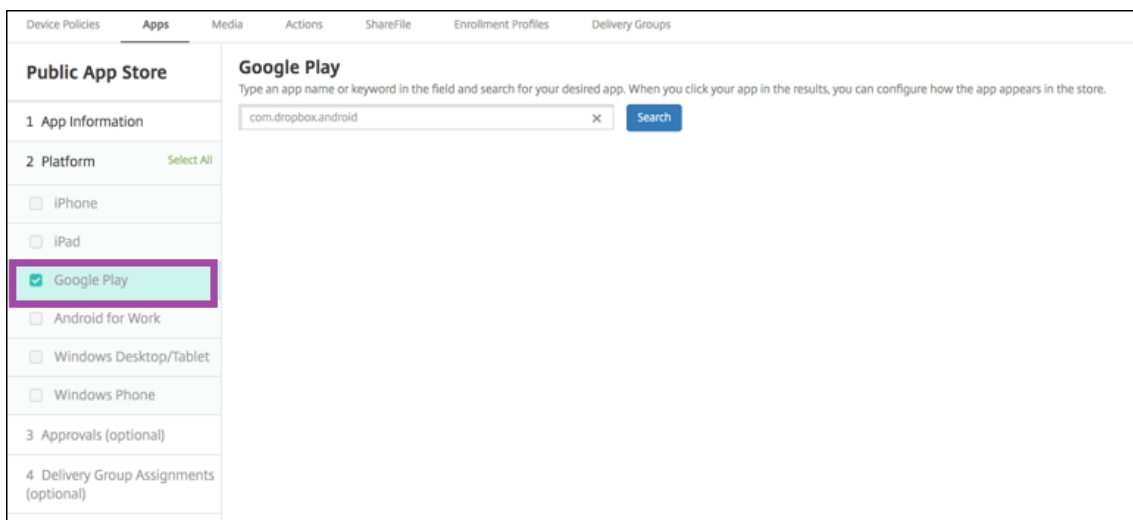 Device Policies Apps Media Actions ShareFile Enrollment Profiles Delivery Groups
Public App Store
1 App Information
2 Platform Select All
iPhone
iPad
Google Play
Android for Work
Windows Desktop/Tablet
Windows Phone
3 Approvals (optional)
4 Delivery Group Assignments
(optional)
Google Play
Type an app name or keyword in the field and search for your desired app. When you click your app in the results, you can configure how the app appears in the store.
com.dropbox.android Search